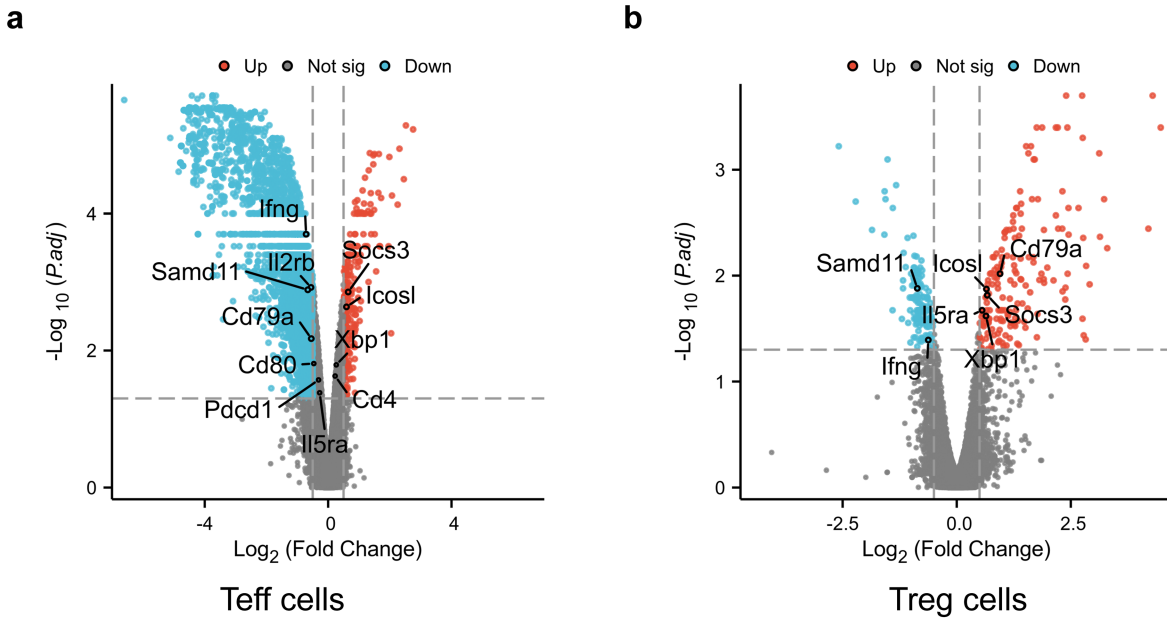 a
Up Not sig Down
-Log 10 (P.adj)
4
2
0
-4 0 4
Log2 (Fold Change)
Ifng
Il2rb
Samd11
Cd79a
Cd80
Pdcd1
Il5ra
Socs3
Icosl
Xbp1
Cd4
Teff cells
b
Up Not sig Down
-Log 10 (P.adj)
3
2
1
0
-2.5 0.0 2.5
Log2 (Fold Change)
Samd11
Icosl
Cd79a
Il5ra
Socs3
Ifng
Xbp1
Treg cells